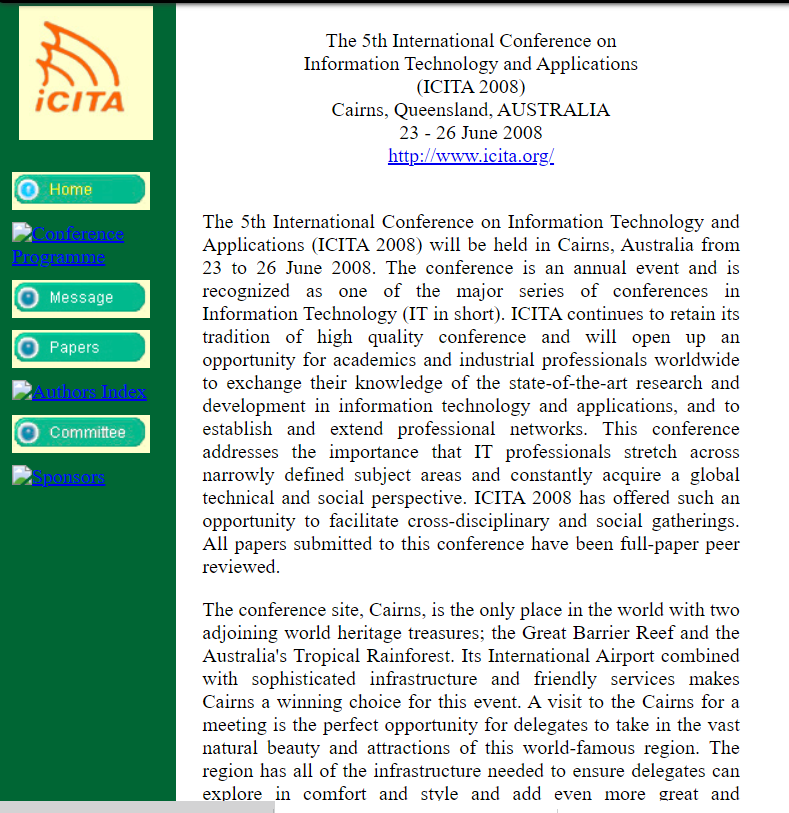 iCITA
Home
Conference
Programme
Message
Papers
Authors Index
Committee
Sponsors
The 5th International Conference on
Information Technology and Applications
(ICITA 2008)
Cairns, Queensland, AUSTRALIA
23 - 26 June 2008
http://www.icita.org/
The 5th International Conference on Information Technology and
Applications (ICITA 2008) will be held in Cairns, Australia from
23 to 26 June 2008. The conference is an annual event and is
recognized as one of the major series of conferences in
Information Technology (IT in short). ICITA continues to retain its
tradition of high quality conference and will open up an
opportunity for academics and industrial professionals worldwide
to exchange their knowledge of the state-of-the-art research and
development in information technology and applications, and to
establish and extend professional networks. This conference
addresses the importance that IT professionals stretch across
narrowly defined subject areas and constantly acquire a global
technical and social perspective. ICITA 2008 has offered such an
opportunity to facilitate cross-disciplinary and social gatherings.
All papers submitted to this conference have been full-paper peer
reviewed.
The conference site, Cairns, is the only place in the world with two
adjoining world heritage treasures; the Great Barrier Reef and the
Australia's Tropical Rainforest. Its International Airport combined
with sophisticated infrastructure and friendly services makes
Cairns a winning choice for this event. A visit to the Cairns for a
meeting is the perfect opportunity for delegates to take in the vast
natural beauty and attractions of this world-famous region. The
region has all of the infrastructure needed to ensure delegates can
explore in comfort and style and add even more great and